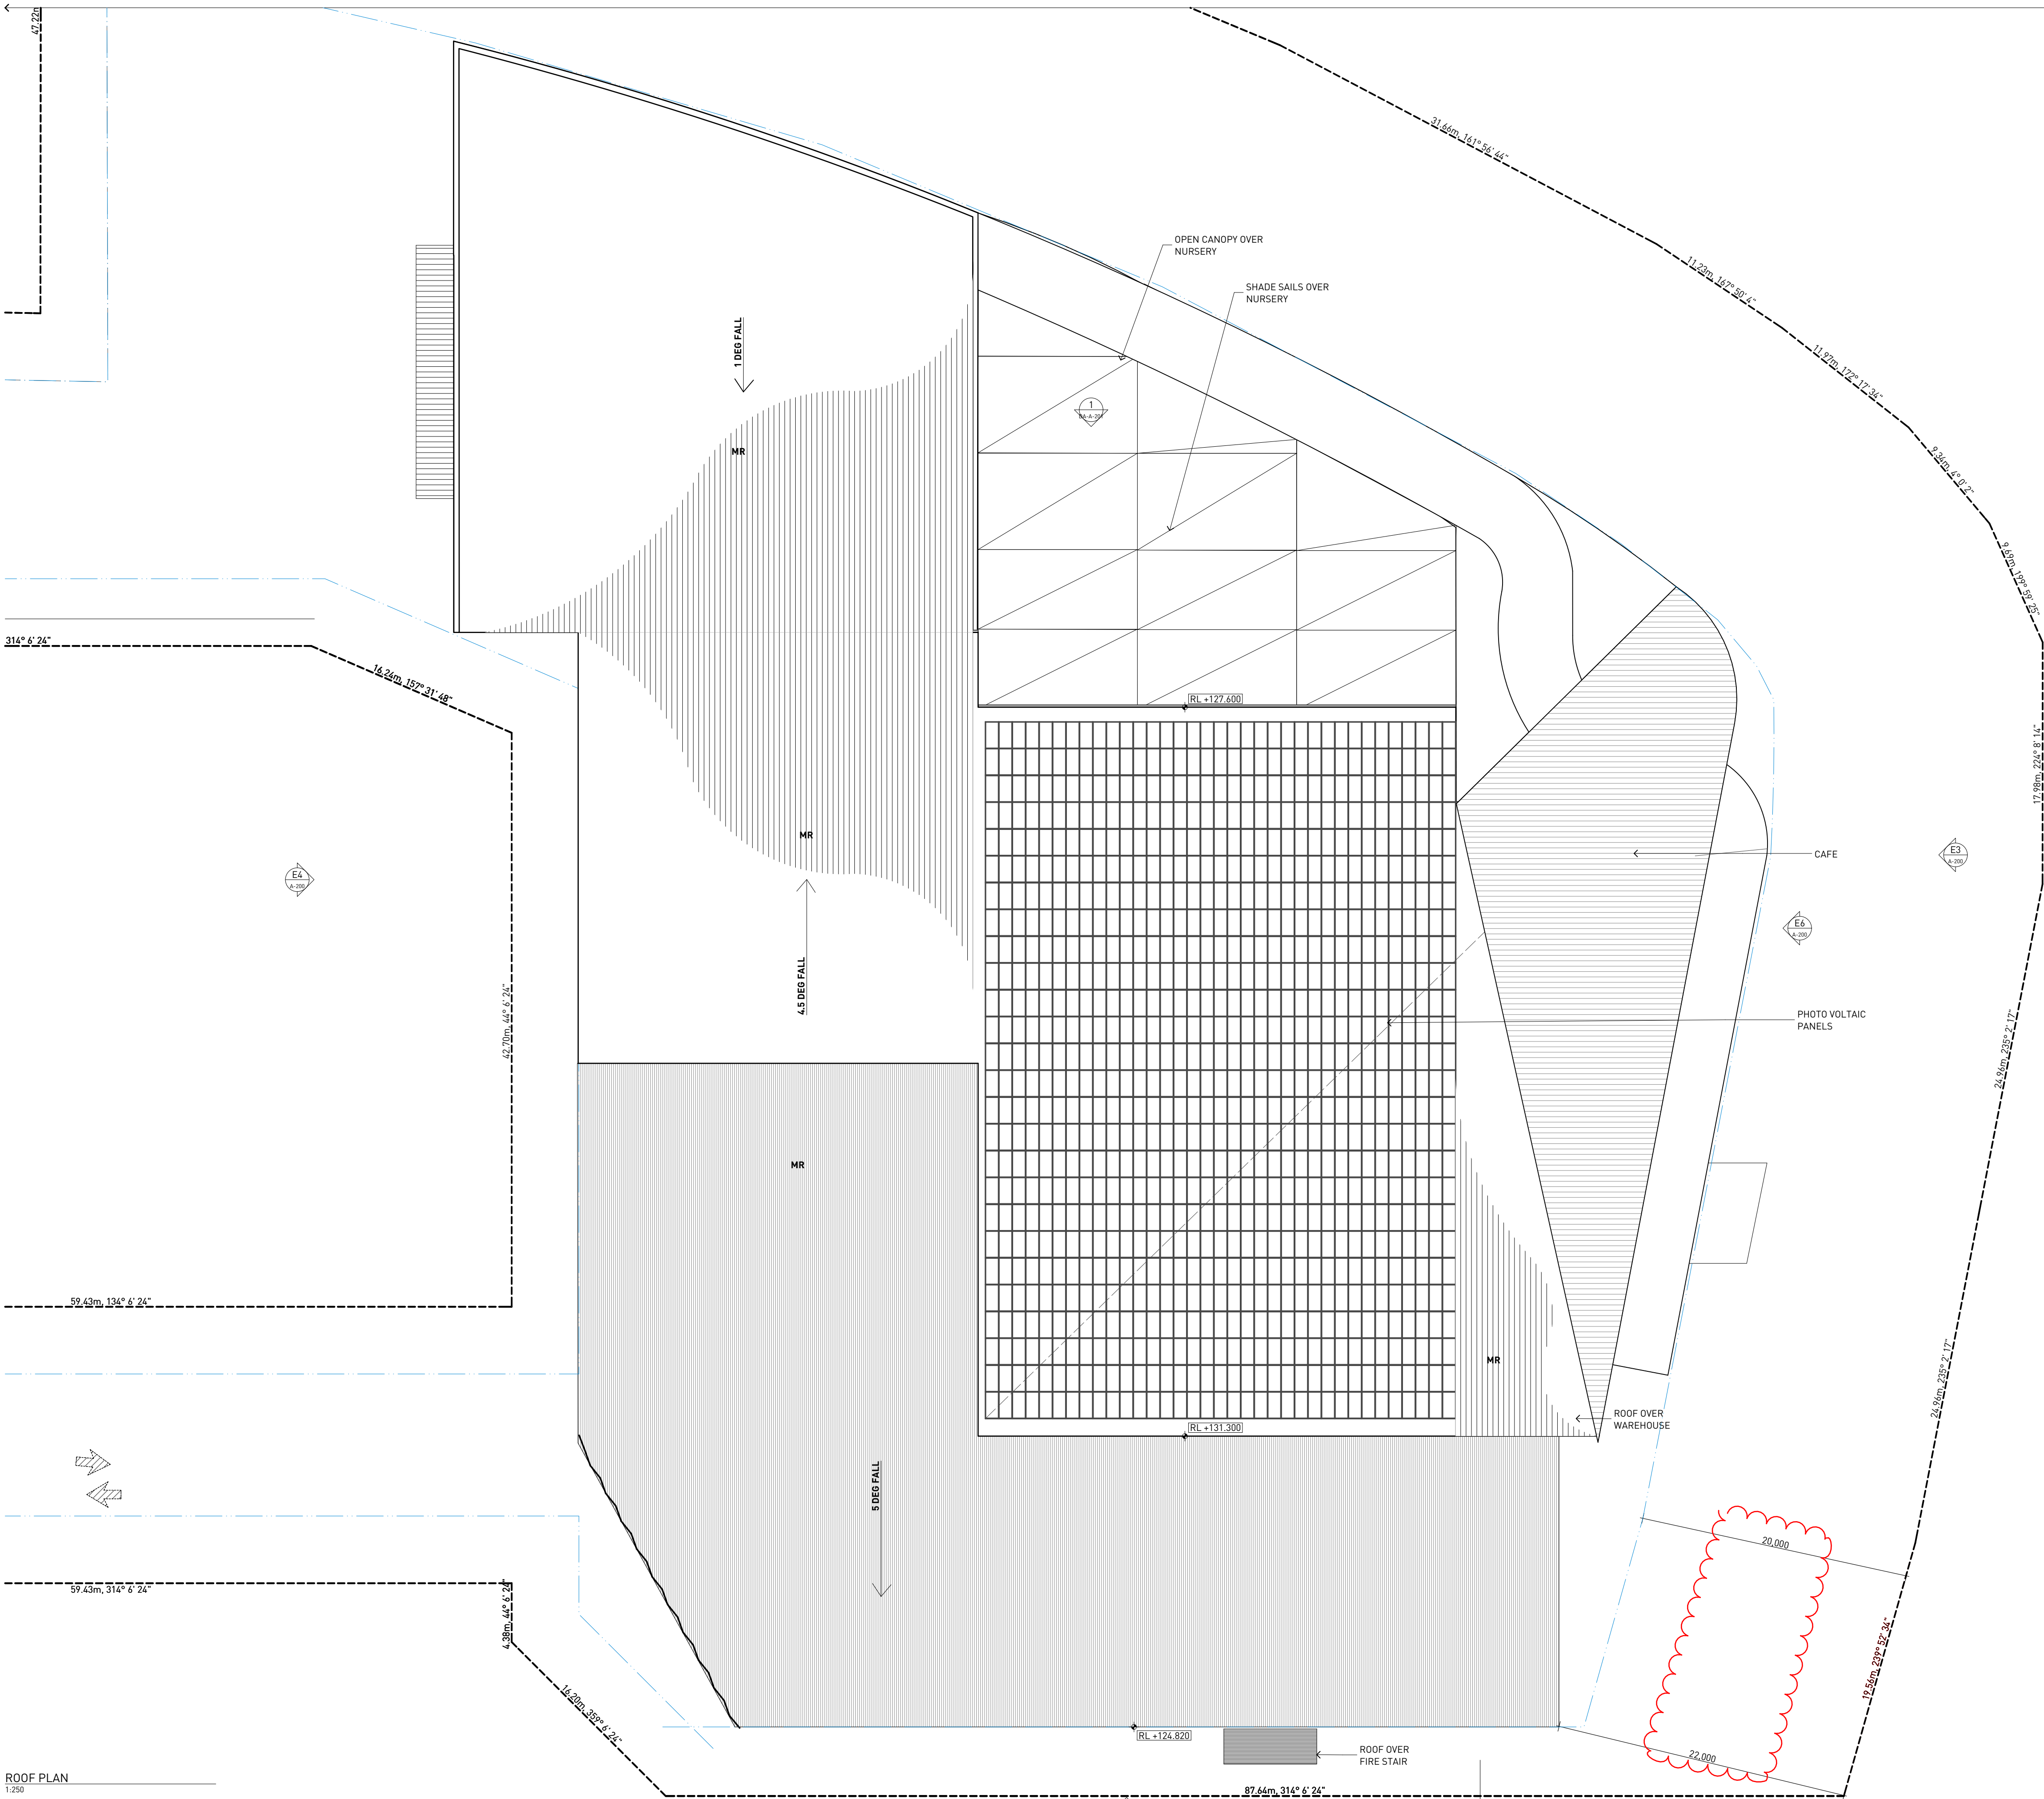 47.22m
31.66m, 161° 56' 44"
OPEN CANOPY OVER
NURSERY
11.23m, 167° 50' 4"
SHADE SAILS OVER
NURSERY
1 DEG FALL
11.97m, 172° 17' 34"
1
DA-A-201
MR
9.34m, 4° 0' 2"
9.69m, 199° 59' 25"
314° 6' 24"
16.24m, 157° 31' 48"
RL +127.600
17.98m, 224° 8' 14"
MR
E4
A-200
CAFE
E3
A-200
E6
A-200
4.5 DEG FALL
42.70m, 44° 6' 24"
PHOTO VOLTAIC
PANELS
24.96m, 235° 2' 17"
MR
59.43m, 134° 6' 24"
MR
24.96m, 235° 2' 17"
ROOF OVER
WAREHOUSE
RL +131.300
5 DEG FALL
20,000
59.43m, 314° 6' 24"
4.38m, 44° 6' 24"
19.56m, 239° 52' 34"
16.20m, 359° 6' 24"
RL +124.820
ROOF OVER
FIRE STAIR
22,000
ROOF PLAN
1:250
87.64m, 314° 6' 24"